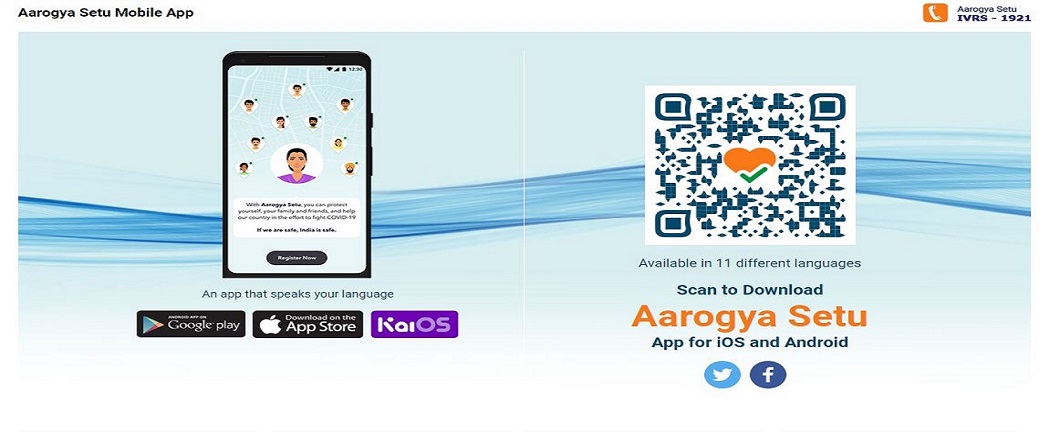 Aarogya Setu Mobile App
Aarogya Setu
IVRS - 1921
12:30
With Aarogya Setu, you can protect
yourself, your family and friends, and help
our country in the effort to fight COVID-19
If we are safe, India is safe.
Register Now
An app that speaks your language
ANDROID APP ON
Google play
Download on the
App Store
KaiOS
Available in 11 different languages
Scan to Download
Aarogya Setu
App for iOS and Android